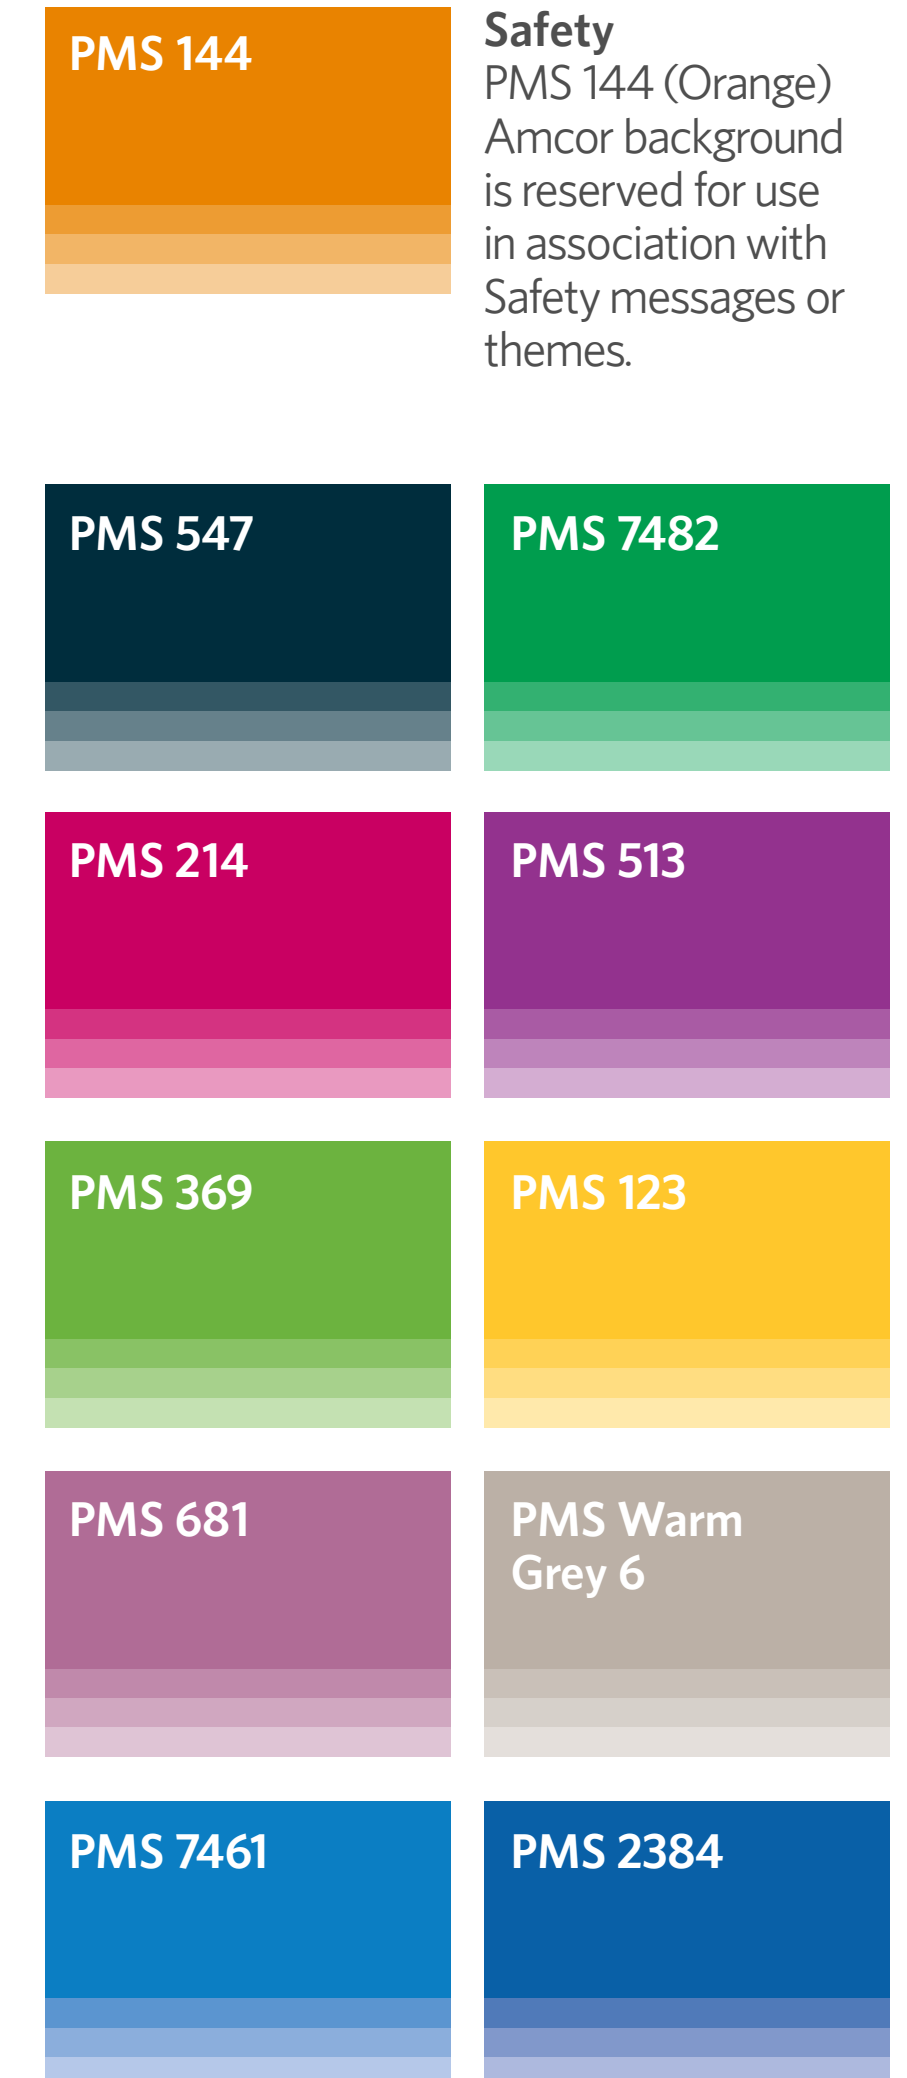 PMS 144
Safety
PMS 144 (Orange)
Amcor background
is reserved for use
in association with
Safety messages or
themes.
PMS 547
PMS 7482
PMS 214
PMS 513
PMS 369
PMS 123
PMS 681
PMS Warm
Grey 6
PMS 7461
PMS 2384